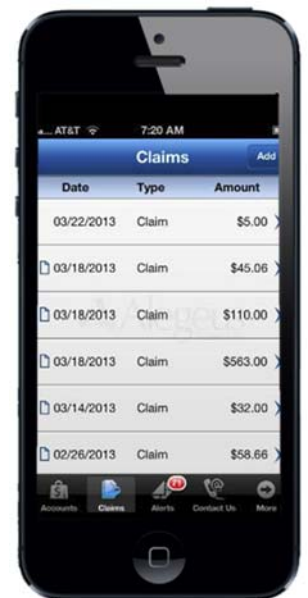 AT&T 7:20 AM
Claims Add
Date Type Amount
03/22/2013 Claim $5.00
03/18/2013 Claim $45.06
03/18/2013 Claim $110.00
Alegeus
03/18/2013 Claim $563.00
03/14/2013 Claim $32.00
02/26/2013 Claim $58.66
Accounts Claims Alerts Contact Us More